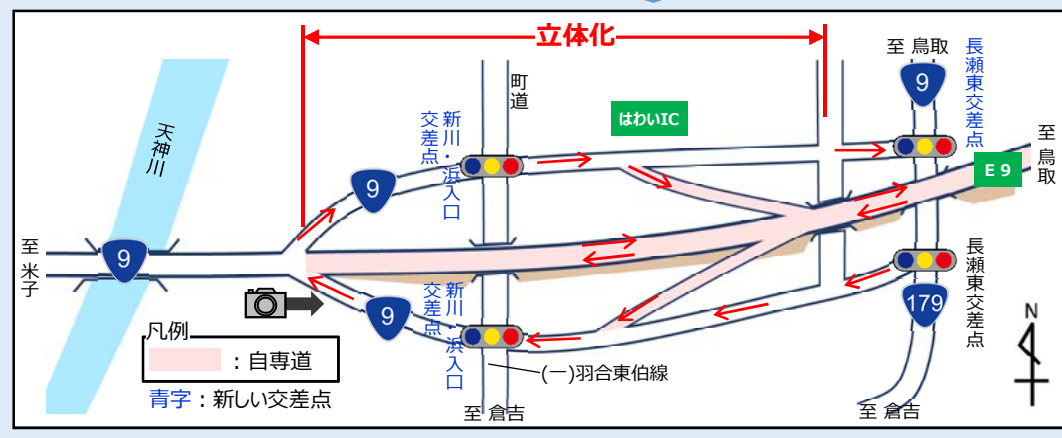 立体化
至 鳥取
長瀬東交差点
9
町道
はわいIC
新川・浜入口
交差点
天神川
至 鳥取
E 9
9
至 米子
9
新川・浜入口
交差点
9
長瀬東交差点
179
N
凡例
：自専道
青字：新しい交差点
(一)羽合東伯線
至 倉吉
至 倉吉